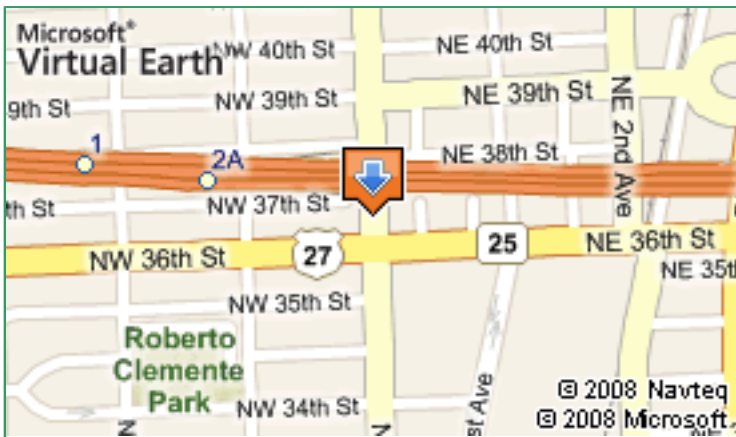 Microsoft®
Virtual Earth
NW 40th St
NE 40th St
9th St
NW 39th St
NE 39th St
NE 2nd Ave
1
2A
NE 38th St
th St
NW 37th St
NW 36th St
27
25
NE 36th St
NE 35t
NW 35th St
Roberto
Clemente
Park
NW 34th St
st Ave
N
N
© 2008 Navteq
© 2008 Microsoft